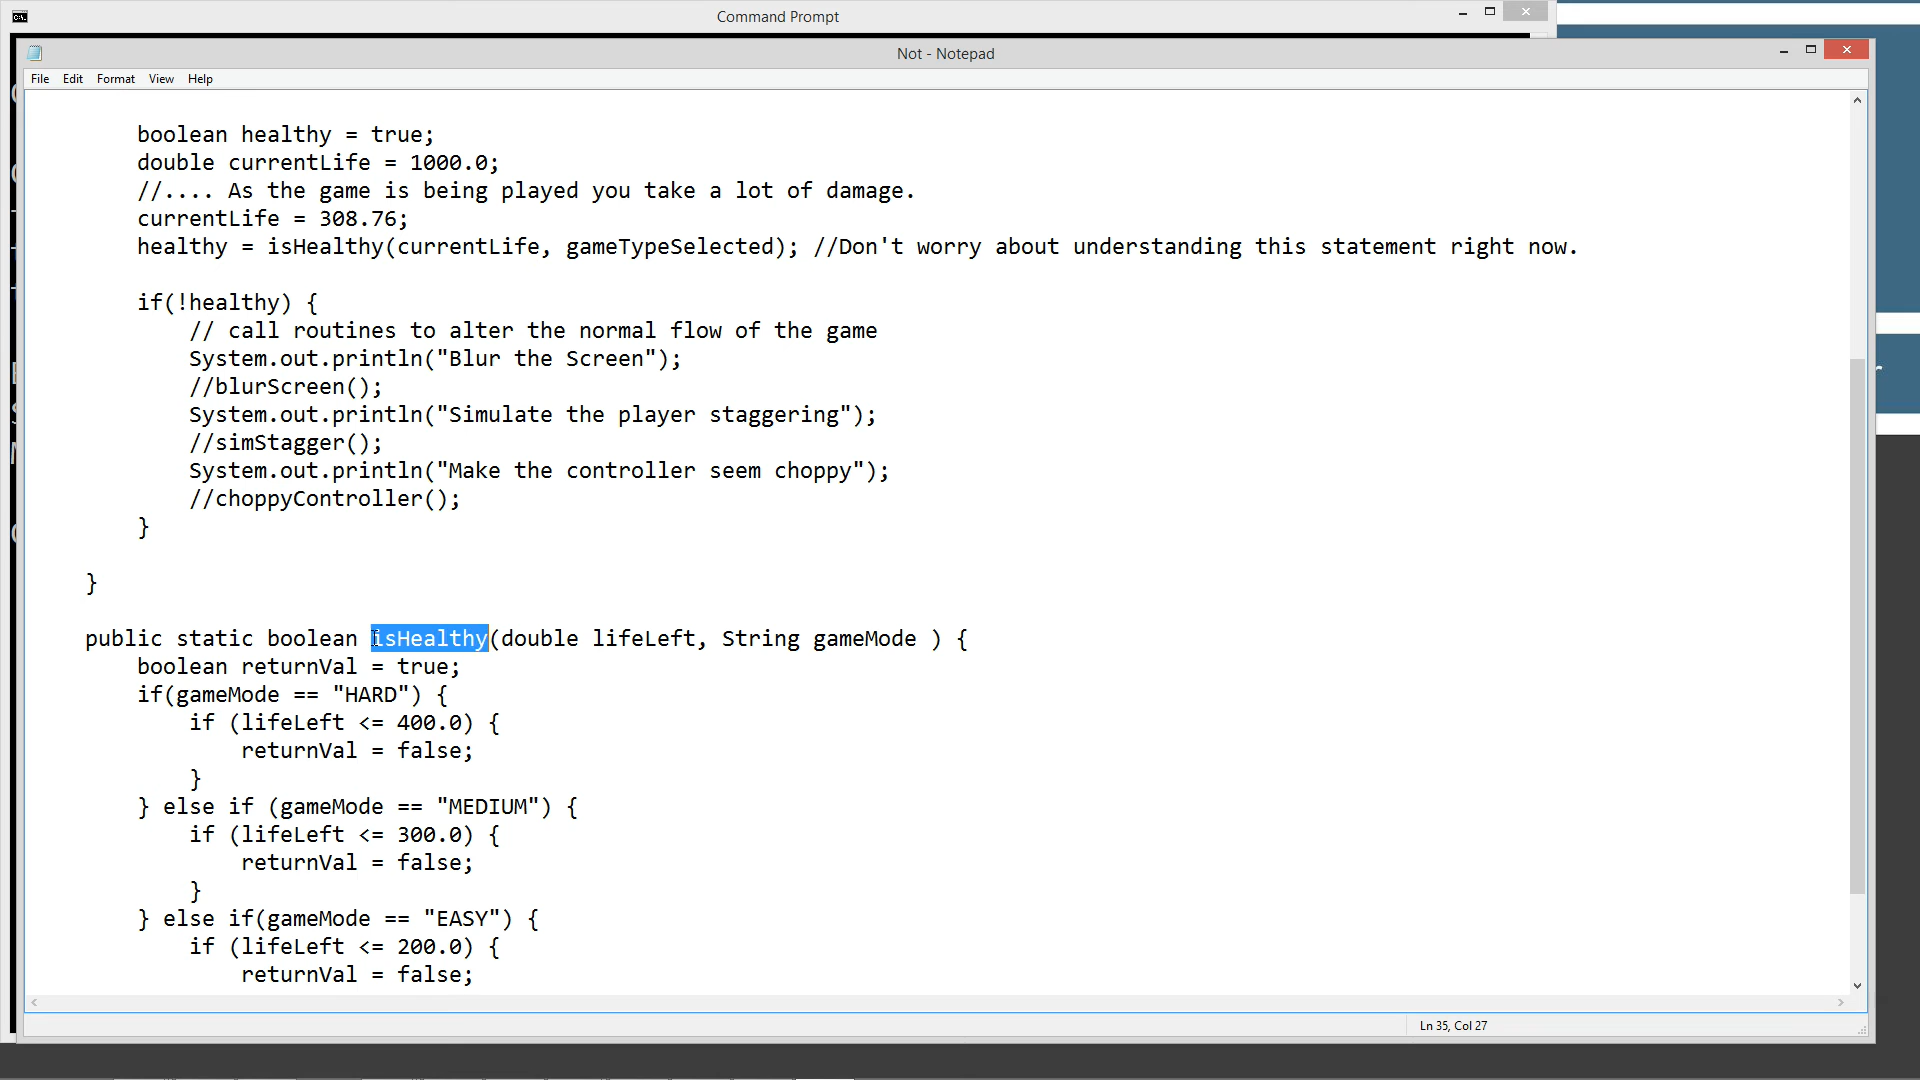 Command Prompt
Not - Notepad
File Edit Format View Help
boolean healthy = true;
double currentLife = 1000.0;
//.... As the game is being played you take a lot of damage.
currentLife = 308.76;
healthy = isHealthy(currentLife, gameTypeSelected); //Don't worry about understanding this statement right now.
if(!healthy) {
// call routines to alter the normal flow of the game
System.out.println("Blur the Screen");
//blurScreen();
System.out.println("Simulate the player staggering");
//simStagger();
System.out.println("Make the controller seem choppy");
//choppyController();
}
}
public static boolean isHealthy(double lifeLeft, String gameMode ) {
boolean returnVal = true;
if(gameMode == "HARD") {
if (lifeLeft <= 400.0) {
returnVal = false;
}
} else if (gameMode == "MEDIUM") {
if (lifeLeft <= 300.0) {
returnVal = false;
}
} else if(gameMode == "EASY") {
if (lifeLeft <= 200.0) {
returnVal = false;
Ln 35, Col 27